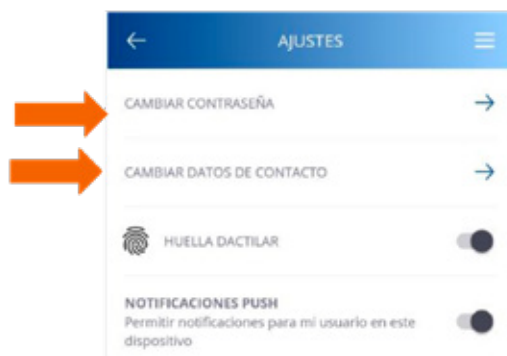 AJUSTES
CAMBIAR CONTRASEÑA
CAMBIAR DATOS DE CONTACTO
HUELLA DACTILAR
NOTIFICACIONES PUSH
Permitir notificaciones para mi usuario en este
dispositivo